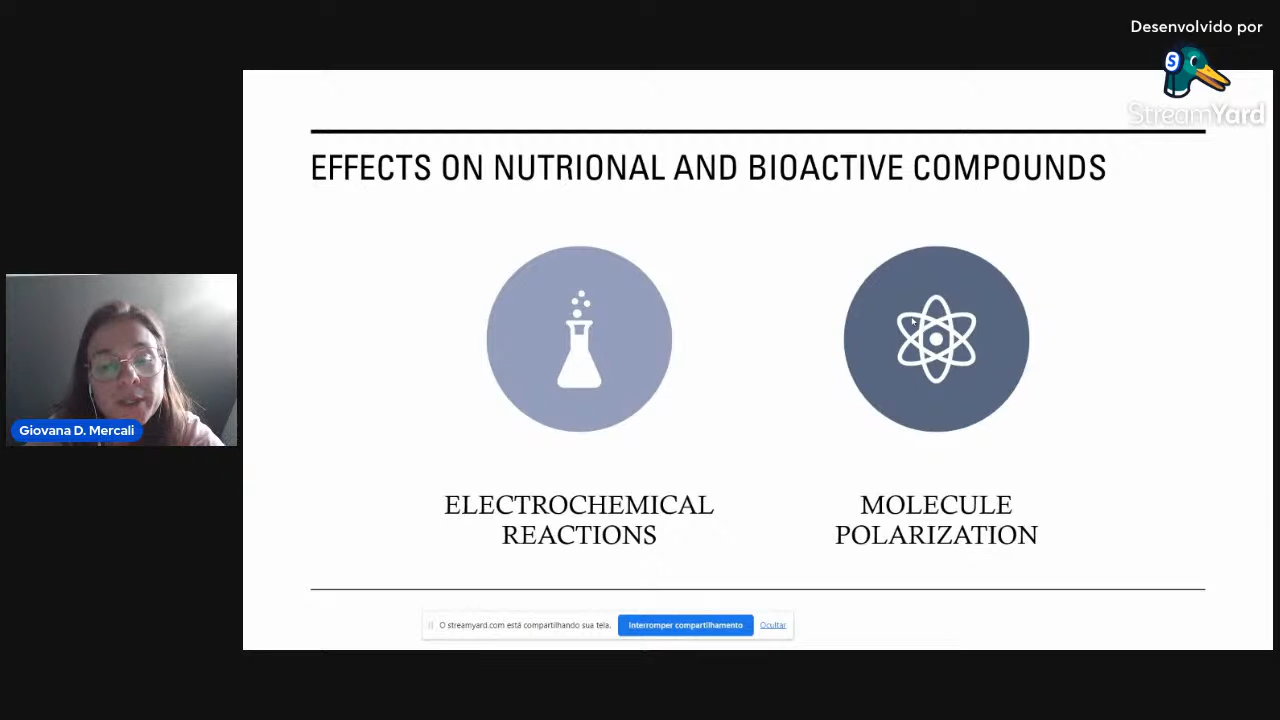 Desenvolvido por
S
StreamYard
EFFECTS ON NUTRIONAL AND BIOACTIVE COMPOUNDS
Giovana D. Mercali
ELECTROCHEMICAL
REACTIONS
MOLECULE
POLARIZATION
O streamyard.com está compartilhando sua tela.
Interromper compartilhamento
Ocultar